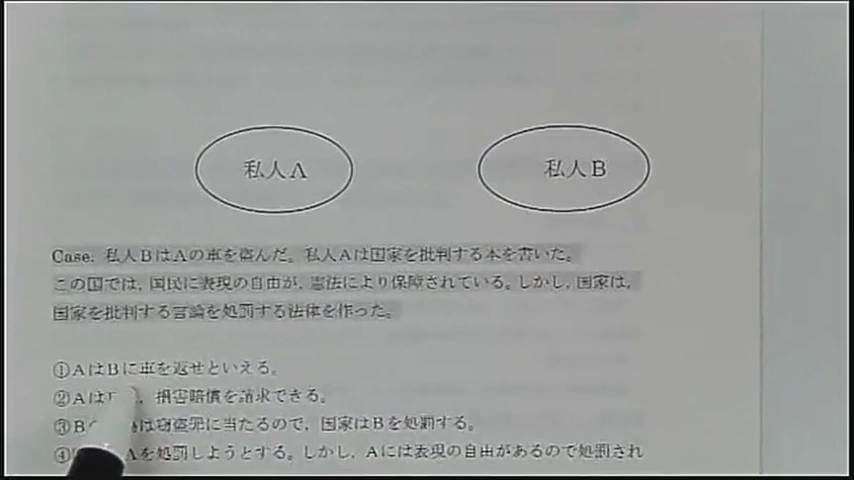 私人A
私人B
Case. 私人BはAの車を盗んだ。私人Aは国家を批判する本を書いた。
この国では，国民に表現の自由が，憲法により保障されている。しかし，国家は，
国家を批判する言論を処罰する法律を作った。
①AはBに車を返せといえる。
②Aは，損害賠償を請求できる。
③Bは窃盗罪に当たるので，国家はBを処罰する。
④Aを処罰しようとする。しかし，Aには表現の自由があるので処罰され